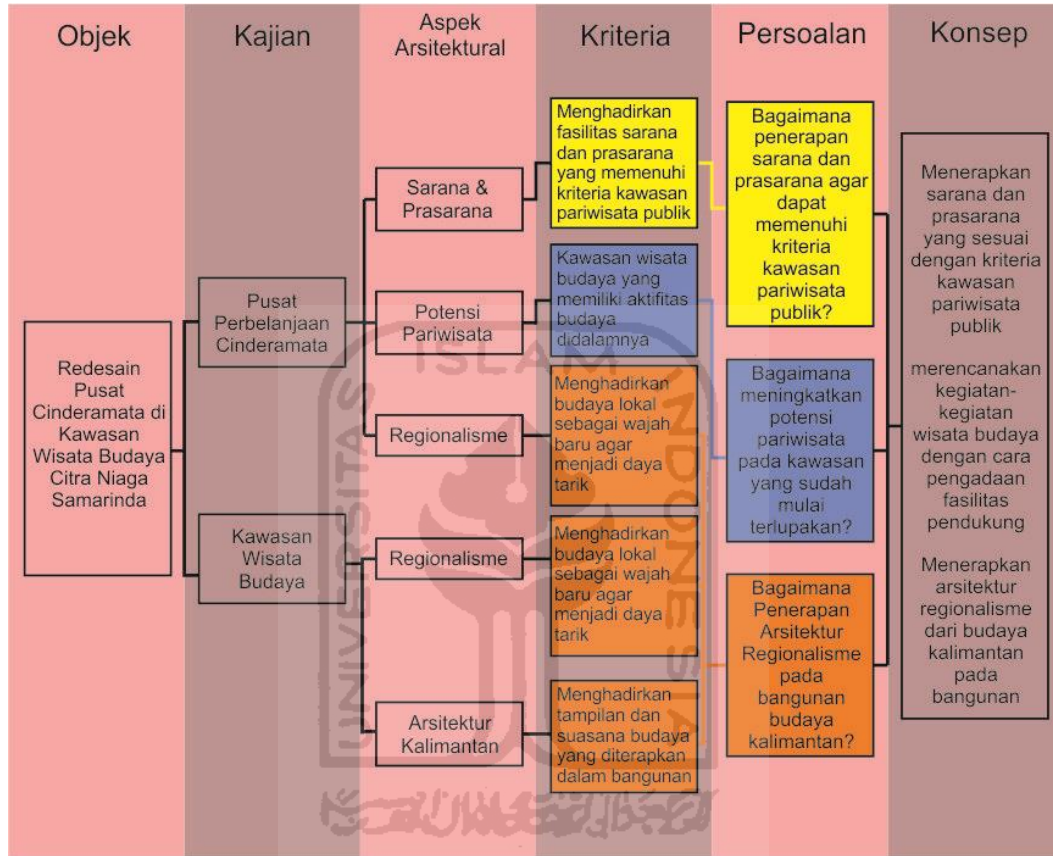 Objek
Kajian
Aspek
Arsitektural
Kriteria
Persoalan
Konsep
Redesain
Pusat
Cinderamata di
Kawasan
Wisata Budaya
Citra Niaga
Samarinda
Pusat
Perbelanjaan
Cinderamata
Kawasan
Wisata
Budaya
Sarana &
Prasarana
Potensi
Pariwisata
Regionalisme
Regionalisme
Arsitektur
Kalimantan
Menghadirkan
fasilitas sarana
dan prasarana
yang memenuhi
kriteria kawasan
pariwisata publik
Kawasan wisata
budaya yang
memiliki aktifitas
budaya
didalamnya
Menghadirkan
budaya lokal
sebagai wajah
baru agar
menjadi daya
tarik
Menghadirkan
budaya lokal
sebagai wajah
baru agar
menjadi daya
tarik
Menghadirkan
tampilan dan
suasana budaya
yang diterapkan
dalam bangunan
Bagaimana
penerapan
sarana dan
prasarana agar
dapat
memenuhi
kriteria
kawasan
pariwisata
publik?
Bagaimana
meningkatkan
potensi
pariwisata
pada kawasan
yang sudah
mulai
terlupakan?
Bagaimana
Penerapan
Arsitektur
Regionalisme
pada
bangunan
budaya
kalimantan?
Menerapkan
sarana dan
prasarana
yang sesuai
dengan kriteria
kawasan
pariwisata
publik
merencanakan
kegiatan-
kegiatan
wisata budaya
dengan cara
pengadaan
fasilitas
pendukung
Menerapkan
arsitektur
regionalisme
dari budaya
kalimantan
pada
bangunan
UNIVERSITAS
ISLAM
INDONESIA